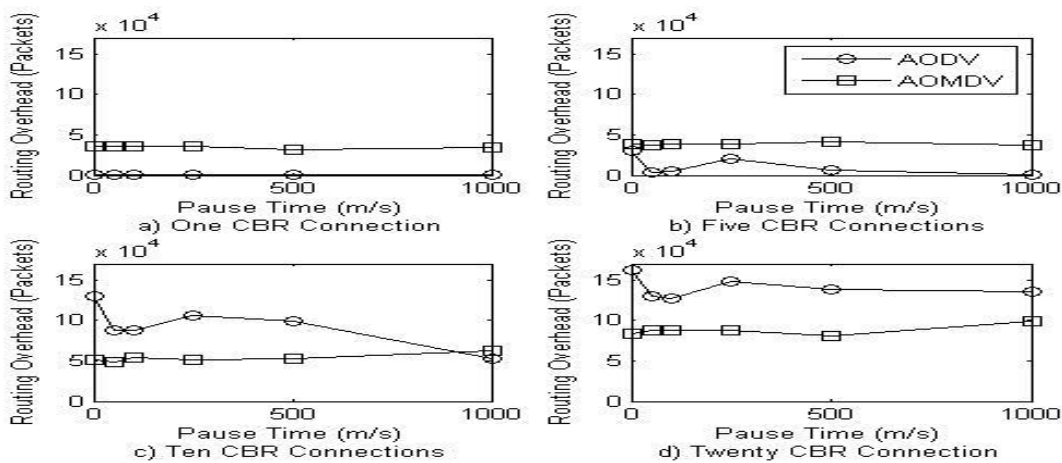 x 10^4
Routing Overhead (Packets)
15
10
5
0
0 500 1000
Pause Time (m/s)
a) One CBR Connection
x 10^4
Routing Overhead (Packets)
15
10
5
0
AODV
AOMDV
0 500 1000
Pause Time (m/s)
b) Five CBR Connections
x 10^4
Routing Overhead (Packets)
15
10
5
0
0 500 1000
Pause Time (m/s)
c) Ten CBR Connections
x 10^4
Routing Overhead (Packets)
15
10
5
0
0 500 1000
Pause Time (m/s)
d) Twenty CBR Connection